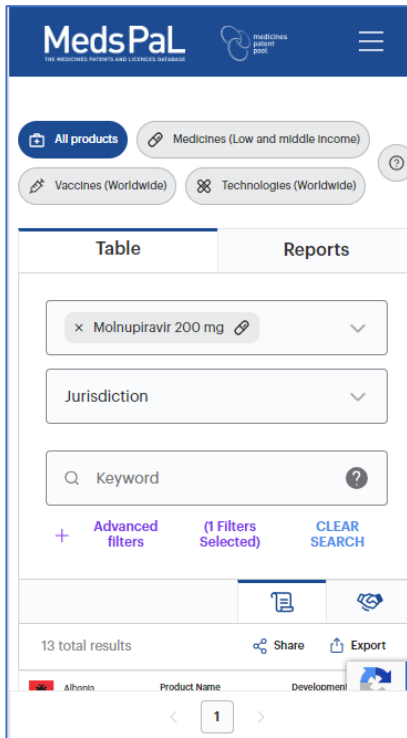 MedsPaL
THE MEDICINES PATENTS AND LICENCES DATABASE
medicines
patent
pool
All products
Medicines (Low and middle income)
Vaccines (Worldwide)
Technologies (Worldwide)
?
Table
Reports
× Molnupiravir 200 mg
Jurisdiction
Keyword
?
+ Advanced filters
(1 Filters Selected)
CLEAR SEARCH
13 total results
Share
Export
Albania
Product Name
Development
< 1 >